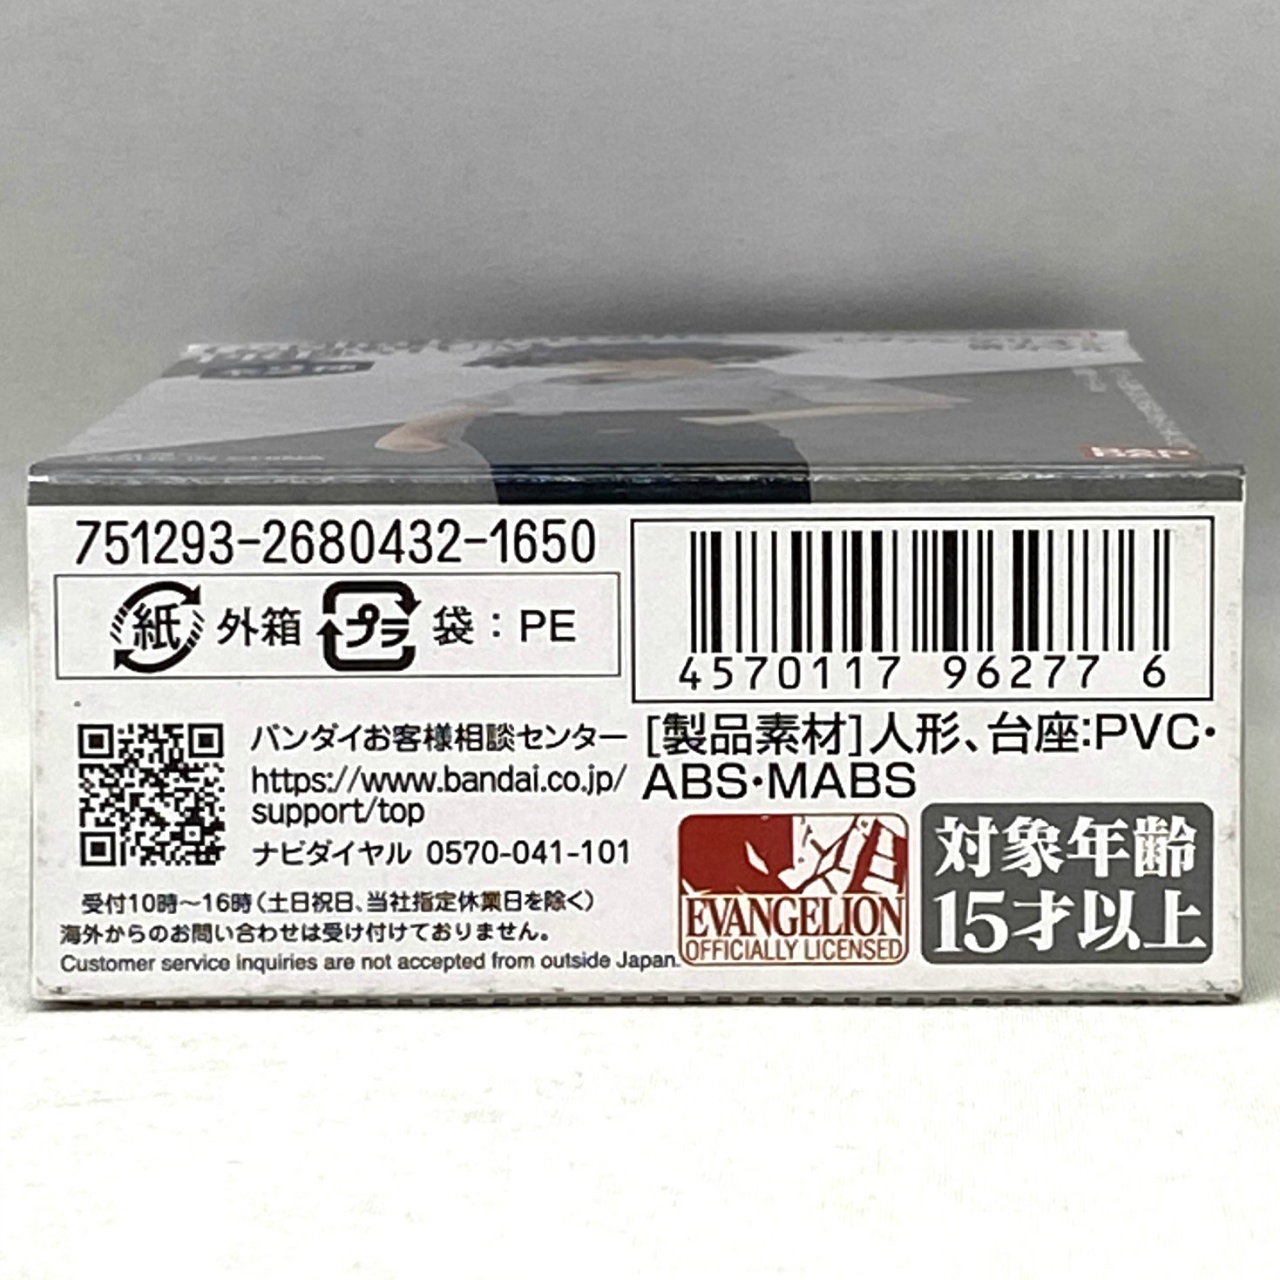 751293-2680432-1650
紙 外箱 プラ 袋：PE
4570117 96277 6
バンダイお客様相談センター
https://www.bandai.co.jp/
support/top
ナビダイヤル 0570-041-101
受付10時～16時(土日祝日、当社指定休業日を除く)
海外からのお問い合わせは受け付けておりません。
Customer service inquiries are not accepted from outside Japan.
[製品素材]人形、台座:PVC・
ABS・MABS
EVANGELION
OFFICIALLY LICENSED
対象年齢
15才以上